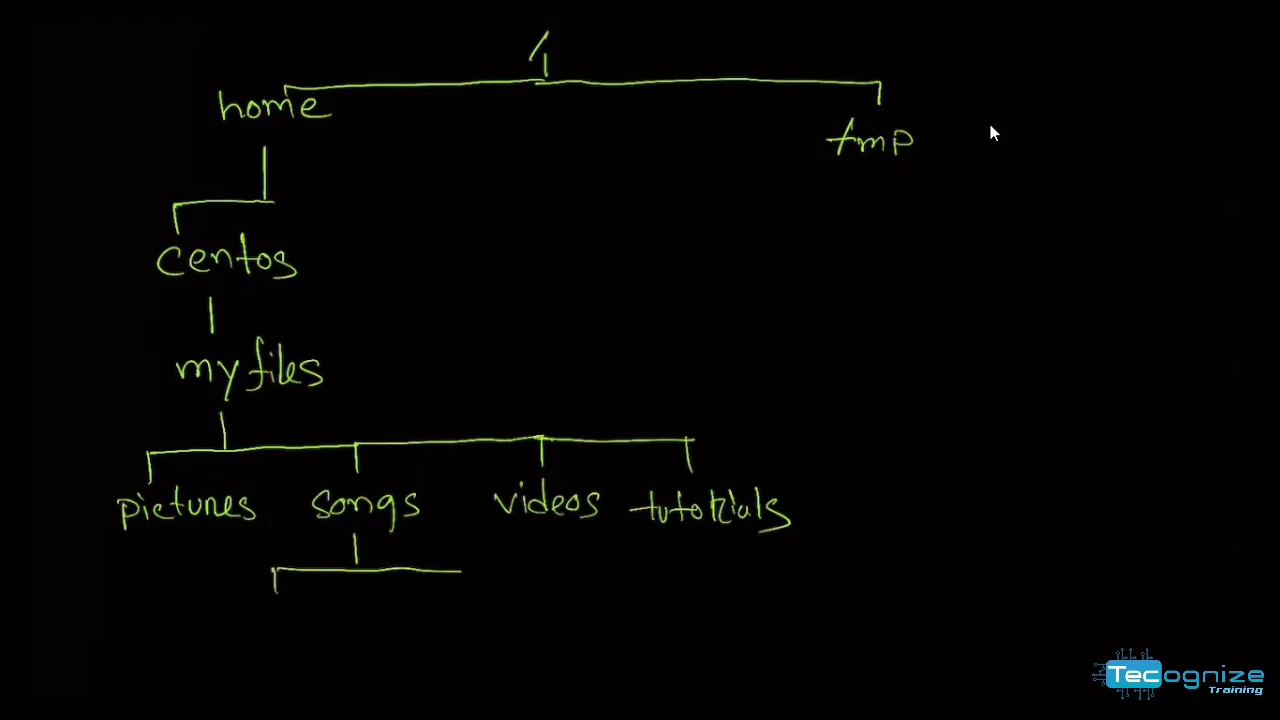 /
home
tmp
centos
myfiles
pictures songs videos tutorials
Tecognize
Training